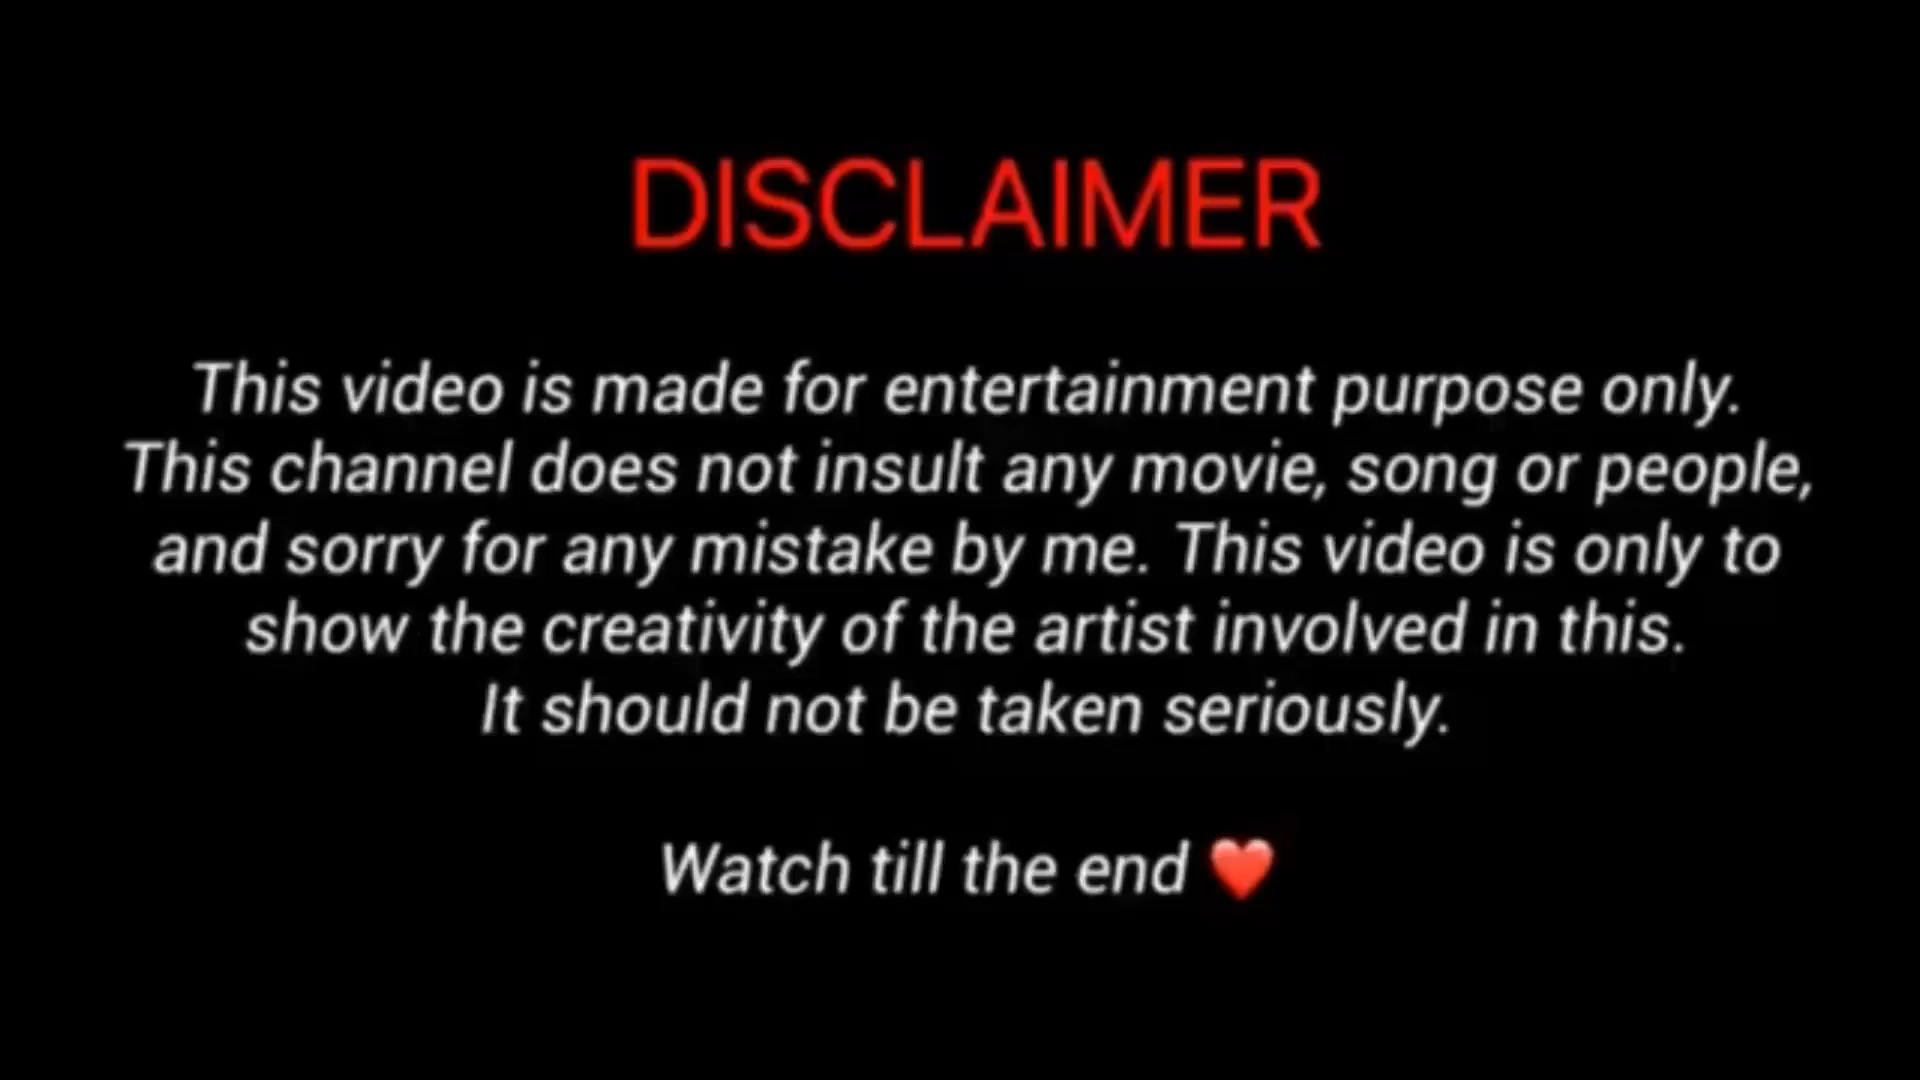 DISCLAIMER
This video is made for entertainment purpose only.
This channel does not insult any movie, song or people,
and sorry for any mistake by me. This video is only to
show the creativity of the artist involved in this.
It should not be taken seriously.
Watch till the end ❤️